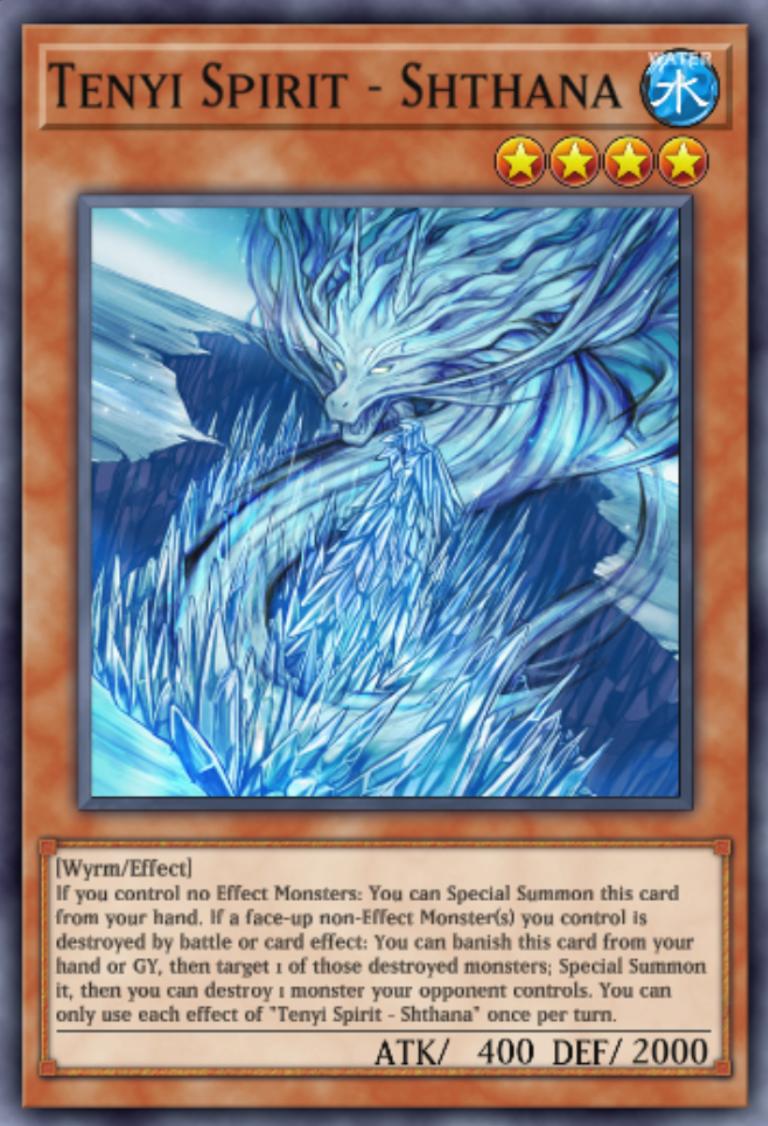 Tenyi Spirit - Shthana
WATER
水
[Wyrm/Effect]
If you control no Effect Monsters: You can Special Summon this card
from your hand. If a face-up non-Effect Monster(s) you control is
destroyed by battle or card effect: You can banish this card from your
hand or GY, then target 1 of those destroyed monsters; Special Summon
it, then you can destroy 1 monster your opponent controls. You can
only use each effect of "Tenyi Spirit - Shthana" once per turn.
ATK/ 400 DEF/ 2000